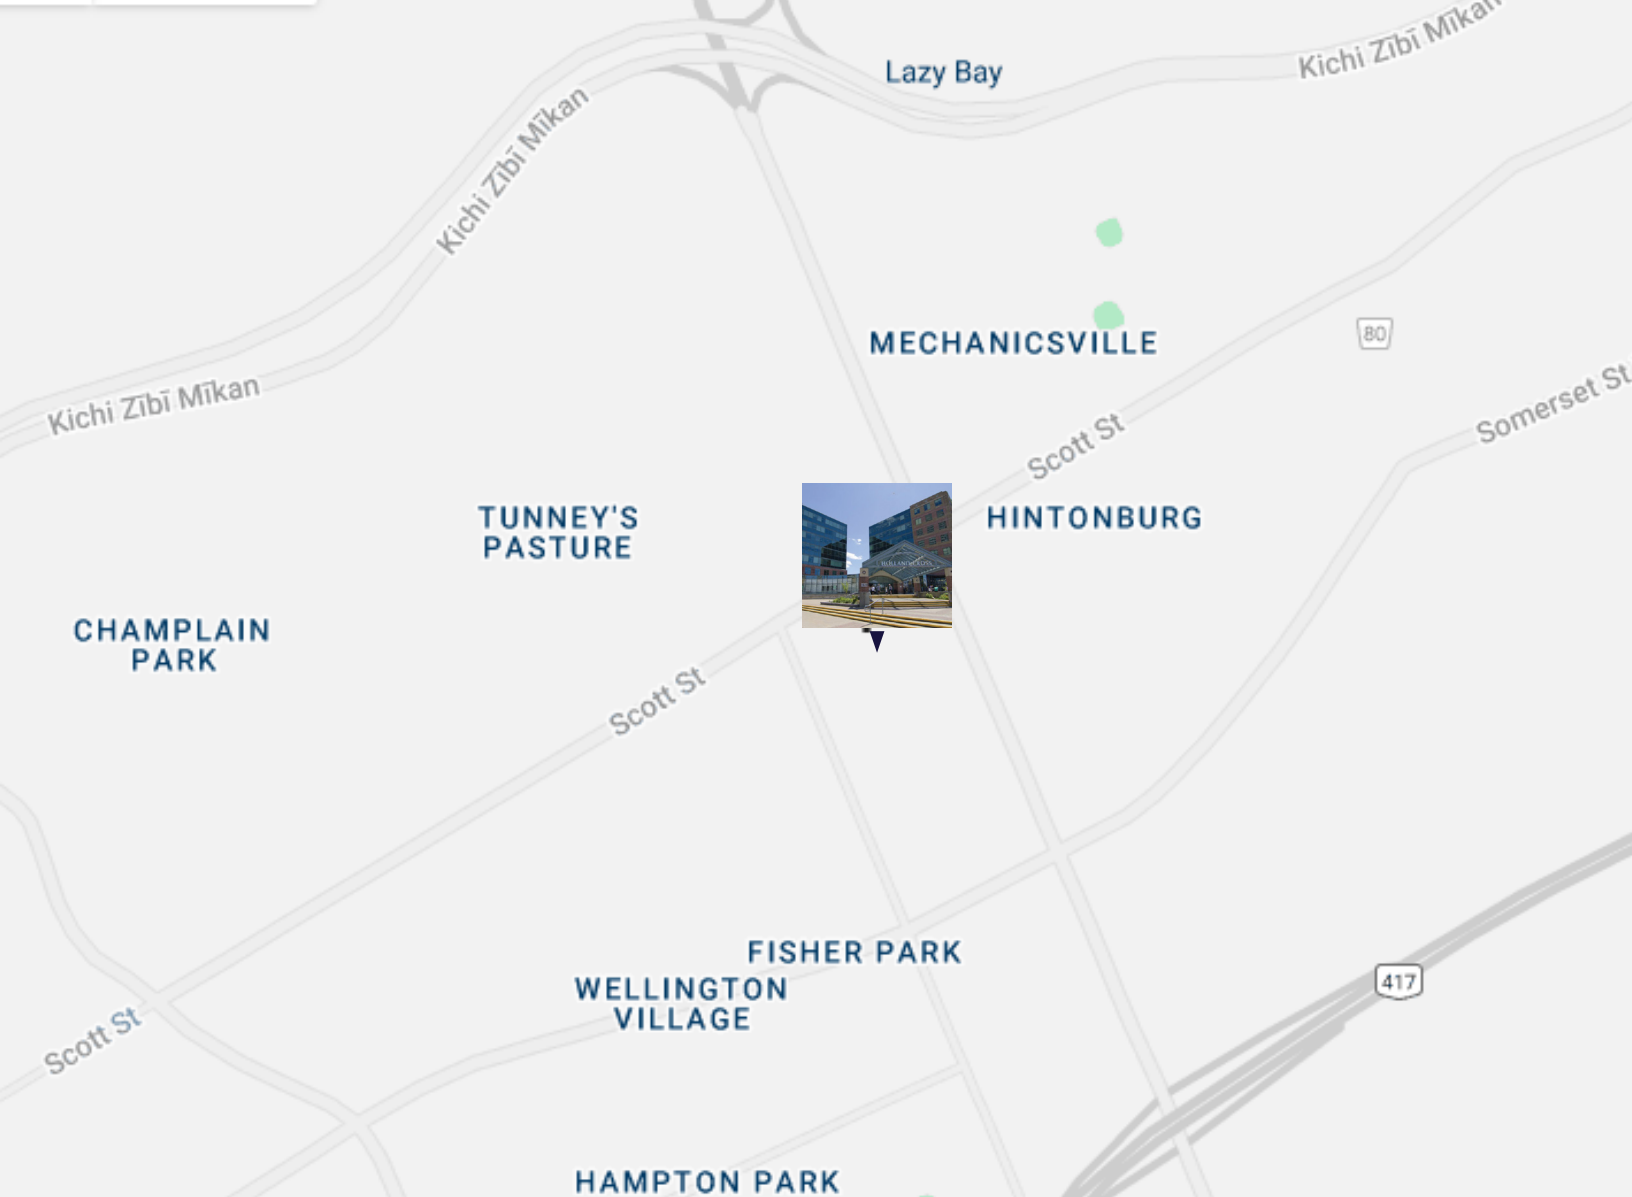 Lazy Bay
Kichi Zībī Mīkan
Kichi Zībī Mīkan
MECHANICSVILLE
80
Kichi Zībī Mīkan
Somerset St
Scott St
TUNNEY'S
PASTURE
HINTONBURG
CHAMPLAIN
PARK
Scott St
FISHER PARK
WELLINGTON
VILLAGE
417
Scott St
HAMPTON PARK